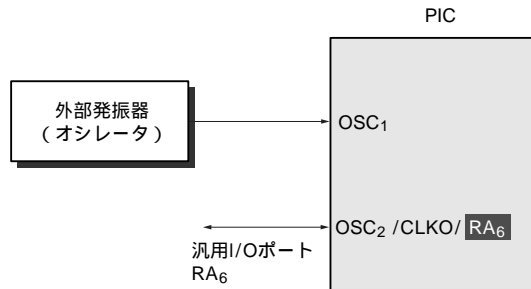 PIC
外部発振器
(オシレータ)
OSC1
OSC2 /CLKO/ RA6
汎用I/Oポート
RA6